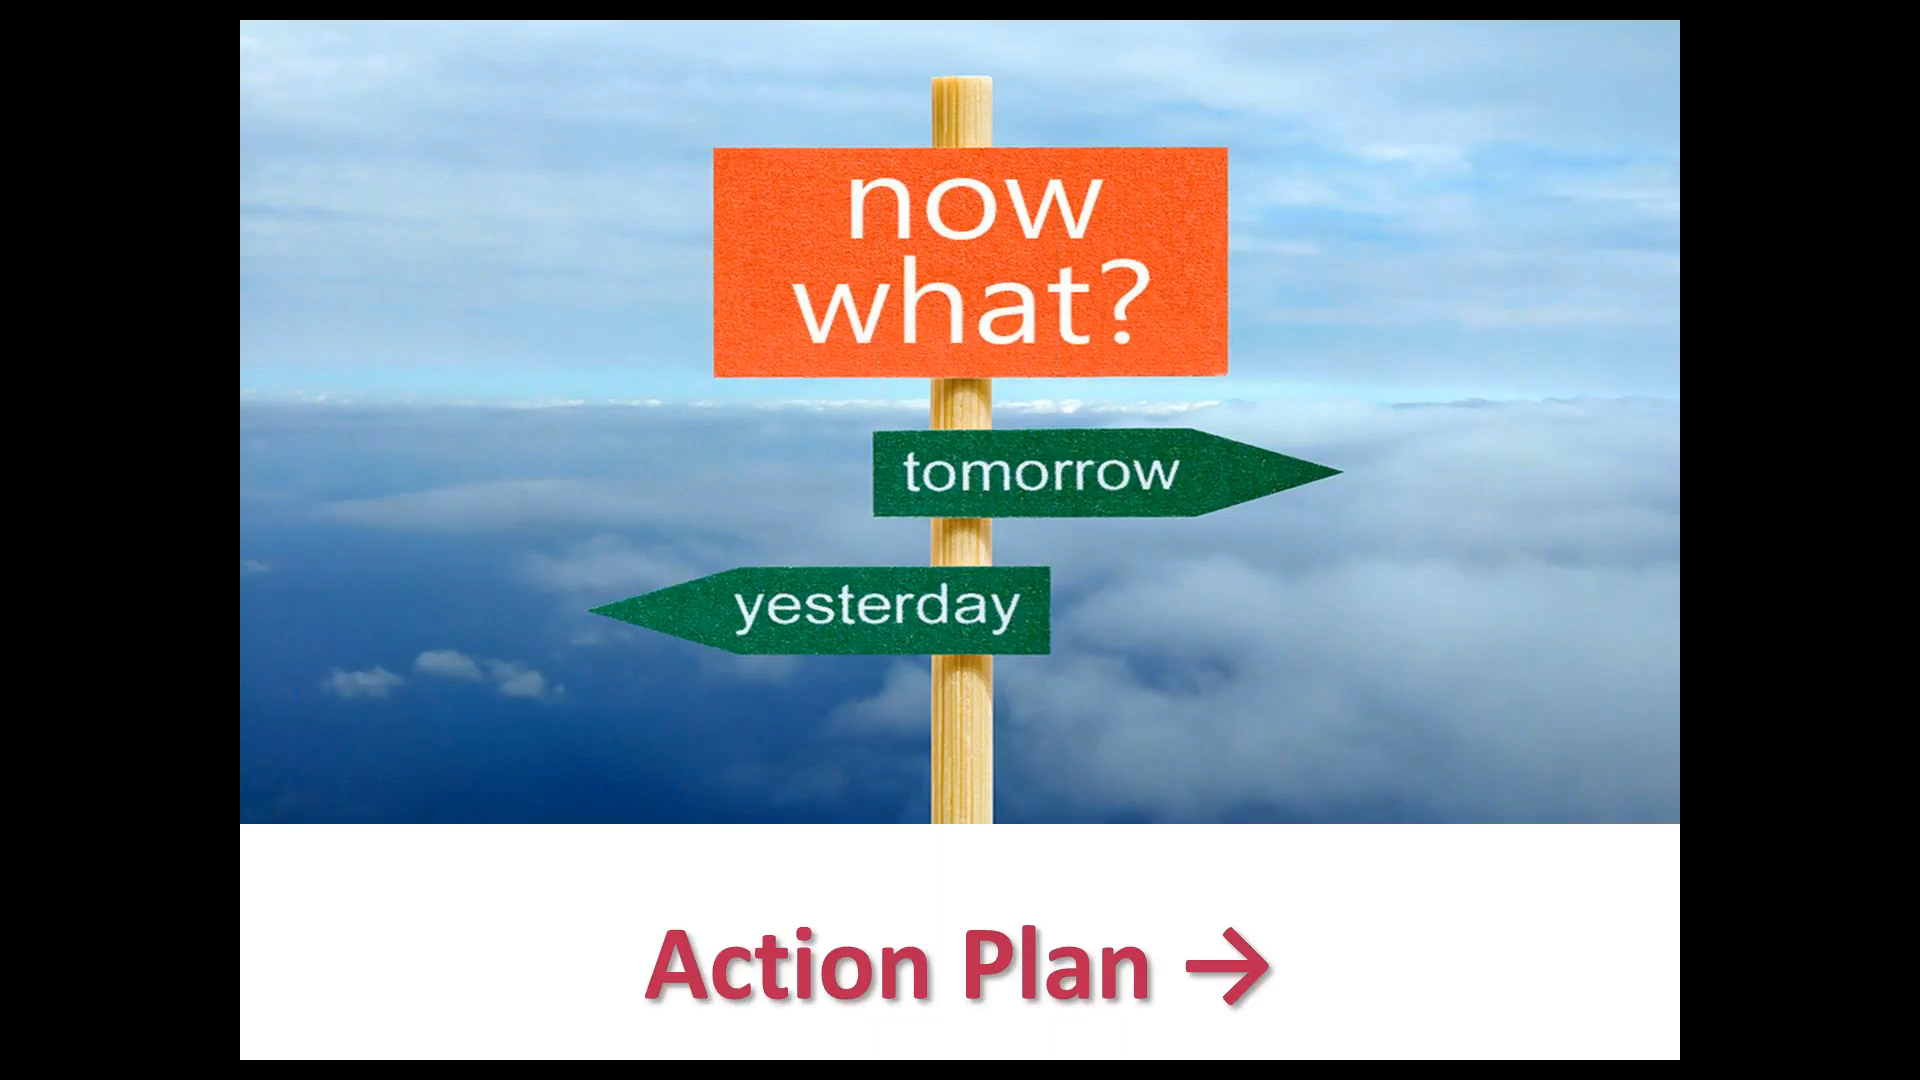 now
what?
tomorrow
yesterday
Action Plan →